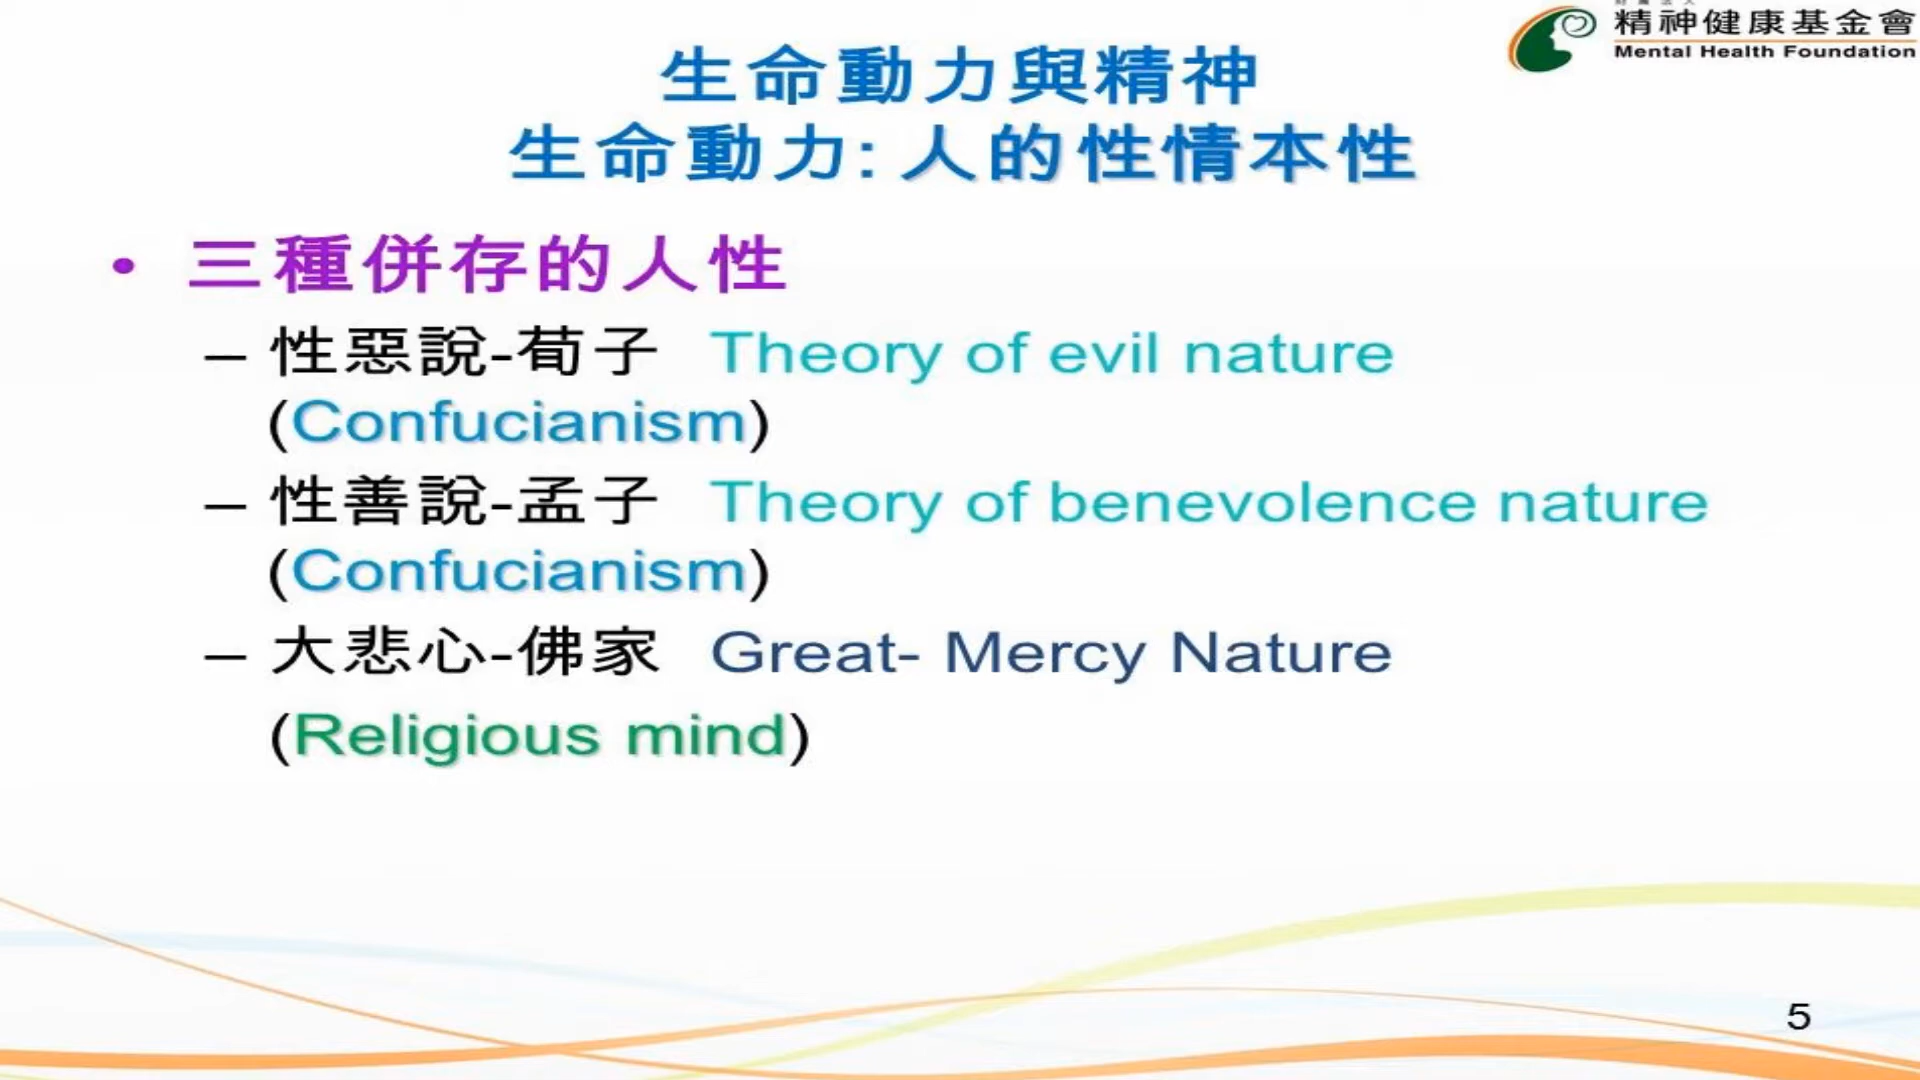 精神健康基金會
Mental Health Foundation
生命動力與精神
生命動力: 人的性情本性
• 三種併存的人性
– 性惡說-荀子 Theory of evil nature
(Confucianism)
– 性善說-孟子 Theory of benevolence nature
(Confucianism)
– 大悲心-佛家 Great- Mercy Nature
(Religious mind)
5